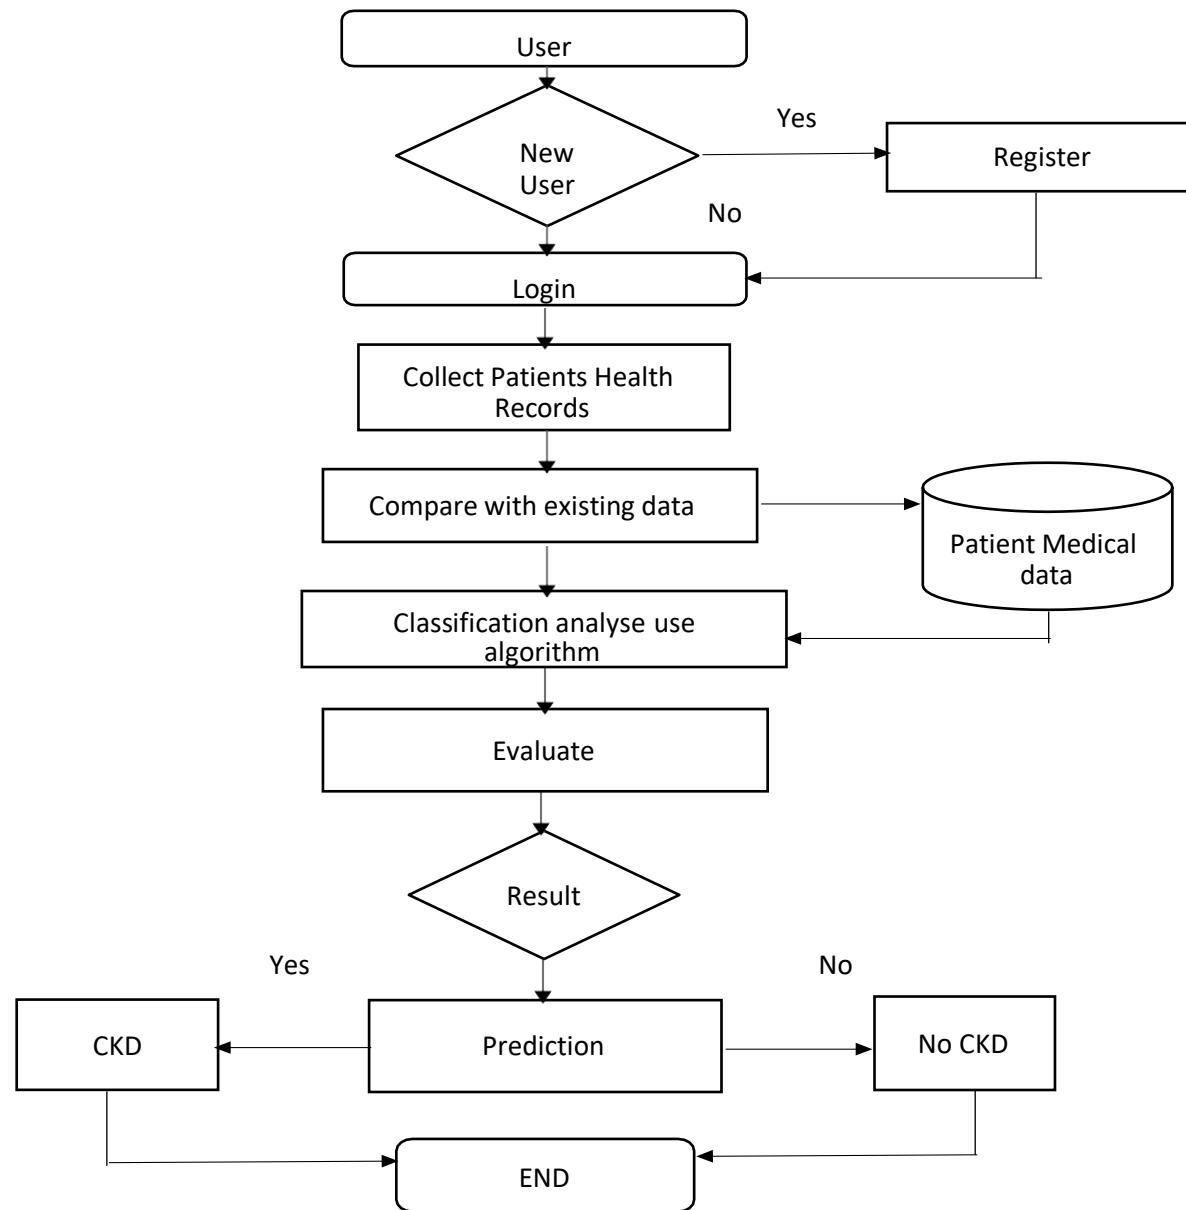 User
Yes
New
User
Register
No
Login
Collect Patients Health
Records
Compare with existing data
Patient Medical
data
Classification analyse use
algorithm
Evaluate
Result
Yes
No
CKD
Prediction
No CKD
END